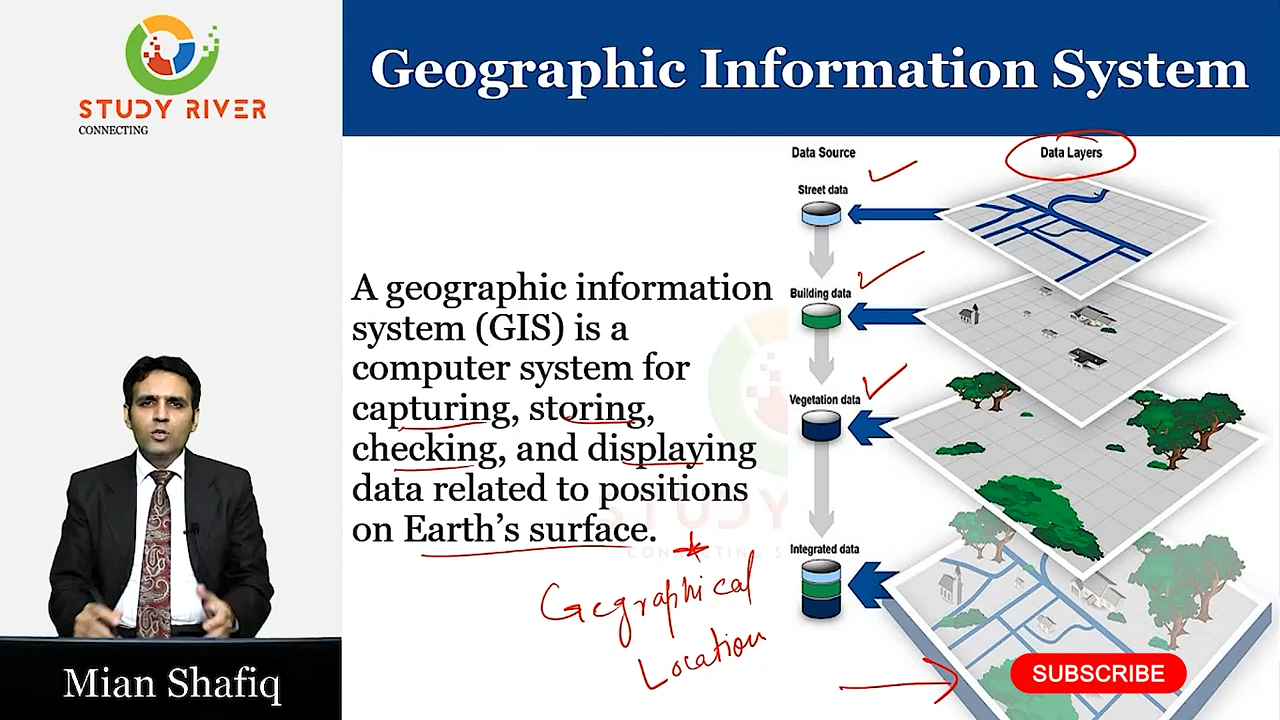 STUDY RIVER
CONNECTING
Geographic Information System
A geographic information
system (GIS) is a
computer system for
capturing, storing,
checking, and displaying
data related to positions
on Earth's surface.
Gegraphical
Location
Data Source
Data Layers
Street data
Building data
Vegetation data
Integrated data
SUBSCRIBE
Mian Shafiq